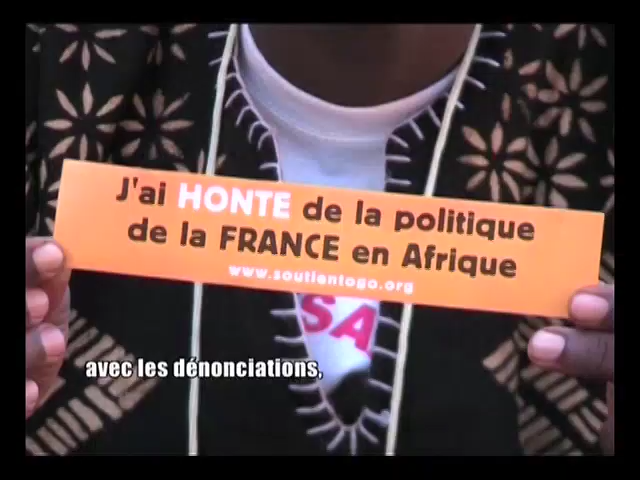 J'ai HONTE de la politique
de la FRANCE en Afrique
www.soutientogo.org
SA
avec les dénonciations,